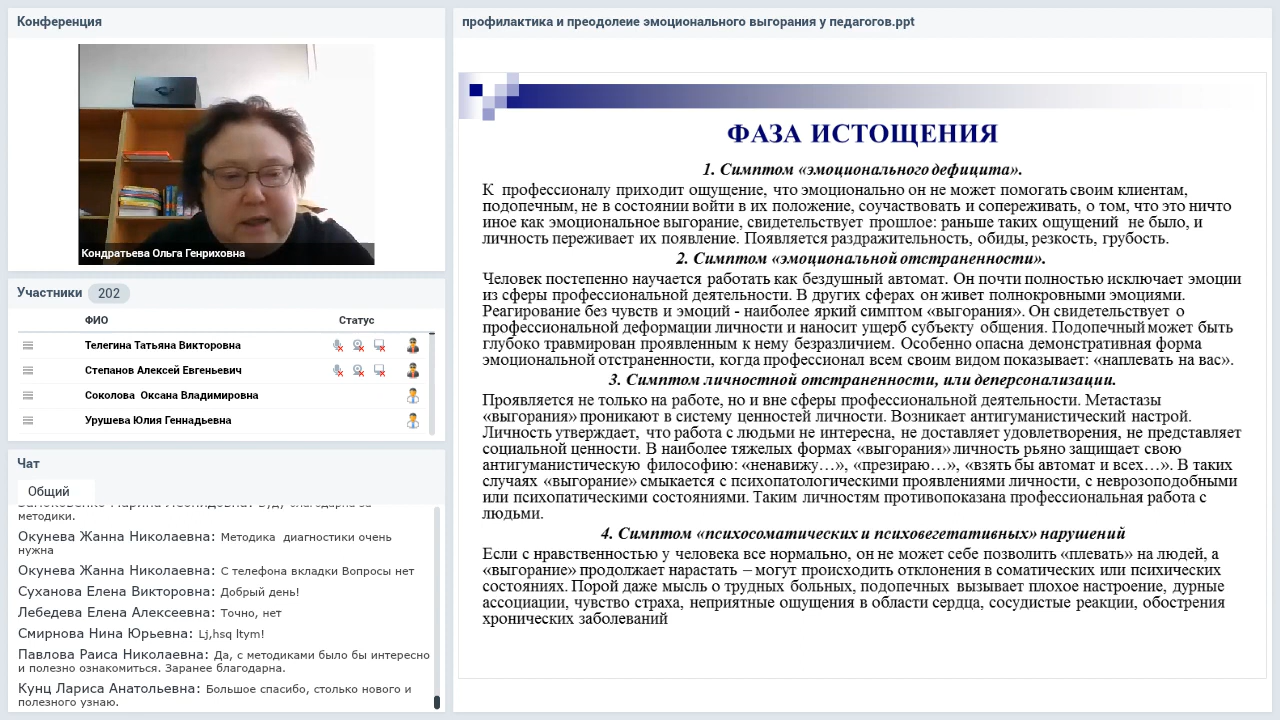 Конференция
Кондратьева Ольга Генриховна
Участники 202
ФИО Статус
Телегина Татьяна Викторовна
Степанов Алексей Евгеньевич
Соколова Оксана Владимировна
Урушева Юлия Геннадьевна
Чат
Общий
методики.
Окунева Жанна Николаевна: Методика диагностики очень
нужна
Окунева Жанна Николаевна: С телефона вкладки Вопросы нет
Суханова Елена Викторовна: Добрый день!
Лебедева Елена Алексеевна: Точно, нет
Смирнова Нина Юрьевна: Lj,hsq ltym!
Павлова Раиса Николаевна: Да, с методиками было бы интересно
и полезно ознакомиться. Заранее благодарна.
Кунц Лариса Анатольевна: Большое спасибо, столько нового и
полезного узнаю.
профилактика и преодолеие эмоционального выгорания у педагогов.ppt
ФАЗА ИСТОЩЕНИЯ
1. Симптом «эмоционального дефицита».
К профессионалу приходит ощущение, что эмоционально он не может помогать своим клиентам,
подопечным, не в состоянии войти в их положение, соучаствовать и сопереживать, о том, что это ничто
иное как эмоциональное выгорание, свидетельствует прошлое: раньше таких ощущений не было, и
личность переживает их появление. Появляется раздражительность, обиды, резкость, грубость.
2. Симптом «эмоциональной отстраненности».
Человек постепенно научается работать как бездушный автомат. Он почти полностью исключает эмоции
из сферы профессиональной деятельности. В других сферах он живет полнокровными эмоциями.
Реагирование без чувств и эмоций - наиболее яркий симптом «выгорания». Он свидетельствует о
профессиональной деформации личности и наносит ущерб субъекту общения. Подопечный может быть
глубоко травмирован проявленным к нему безразличием. Особенно опасна демонстративная форма
эмоциональной отстраненности, когда профессионал всем своим видом показывает: «наплевать на вас».
3. Симптом личностной отстраненности, или деперсонализации.
Проявляется не только на работе, но и вне сферы профессиональной деятельности. Метастазы
«выгорания» проникают в систему ценностей личности. Возникает антигуманистический настрой.
Личность утверждает, что работа с людьми не интересна, не доставляет удовлетворения, не представляет
социальной ценности. В наиболее тяжелых формах «выгорания» личность рьяно защищает свою
антигуманистическую философию: «ненавижу…», «презираю…», «взять бы автомат и всех…». В таких
случаях «выгорание» смыкается с психопатологическими проявлениями личности, с неврозоподобными
или психопатическими состояниями. Таким личностям противопоказана профессиональная работа с
людьми.
4. Симптом «психосоматических и психовегетативных» нарушений
Если с нравственностью у человека все нормально, он не может себе позволить «плевать» на людей, а
«выгорание» продолжает нарастать – могут происходить отклонения в соматических или психических
состояниях. Порой даже мысль о трудных больных, подопечных вызывает плохое настроение, дурные
ассоциации, чувство страха, неприятные ощущения в области сердца, сосудистые реакции, обострения
хронических заболеваний